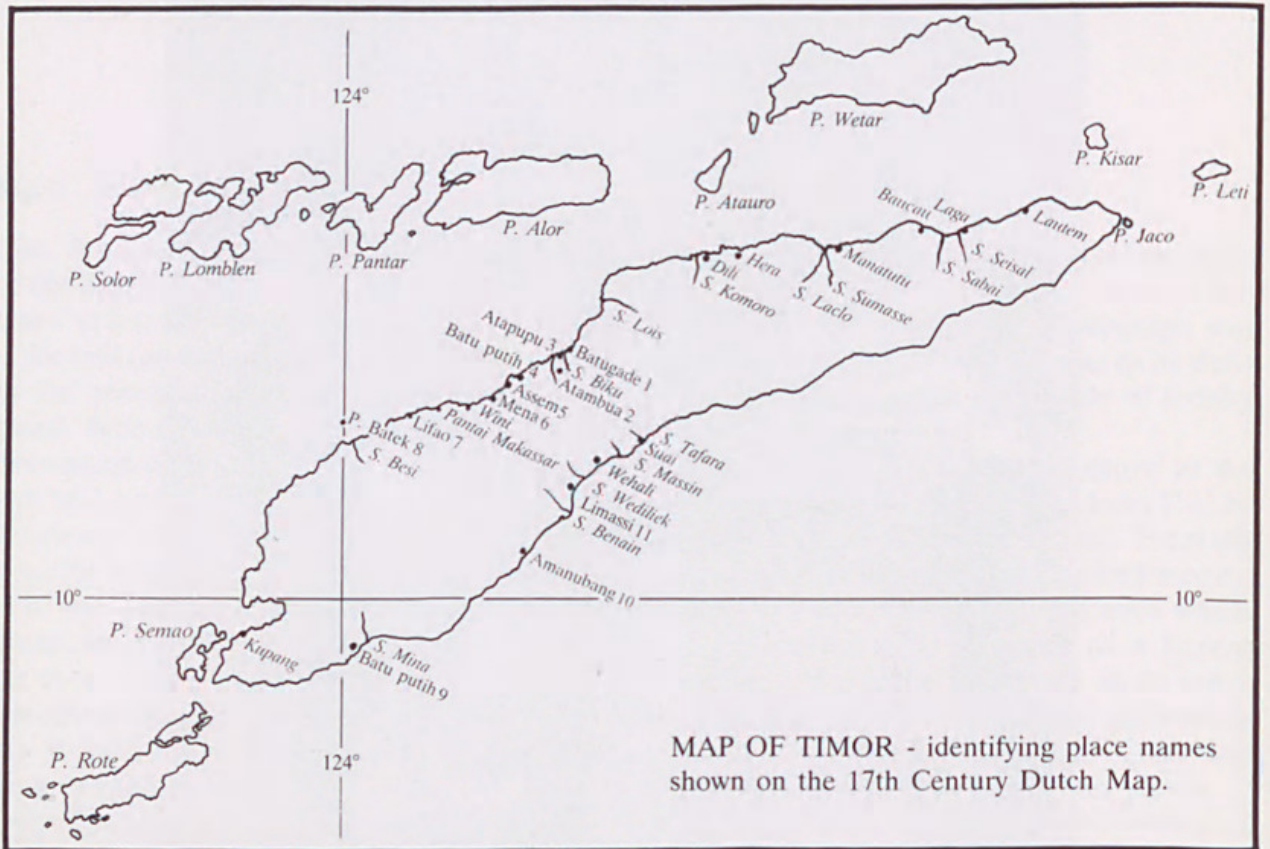 124°
P. Wetar
P. Kisar
P. Leti
P. Atauro
P. Jaco
P. Solor
P. Lomblen
P. Pantar
P. Alor
Baucau
Laga
Lautem
S. Seisal
S. Sabai
Manatutu
S. Sumasse
S. Laclo
Hera
Dili
S. Komoro
S. Lois
Atapupu 3
Batu putih 4
Batugade 1
S. Biku
Atambua 2
Assem 5
Mena 6
Wini
Pantai Makassar
Lifao 7
P. Batek 8
S. Besi
S. Tafara
Suai
S. Massin
Wehali
S. Wediliek
Limassi 11
S. Benain
Amanubang 10
10°
10°
P. Semao
Kupang
S. Mina
Batu putih 9
P. Rote
124°
MAP OF TIMOR - identifying place names
shown on the 17th Century Dutch Map.